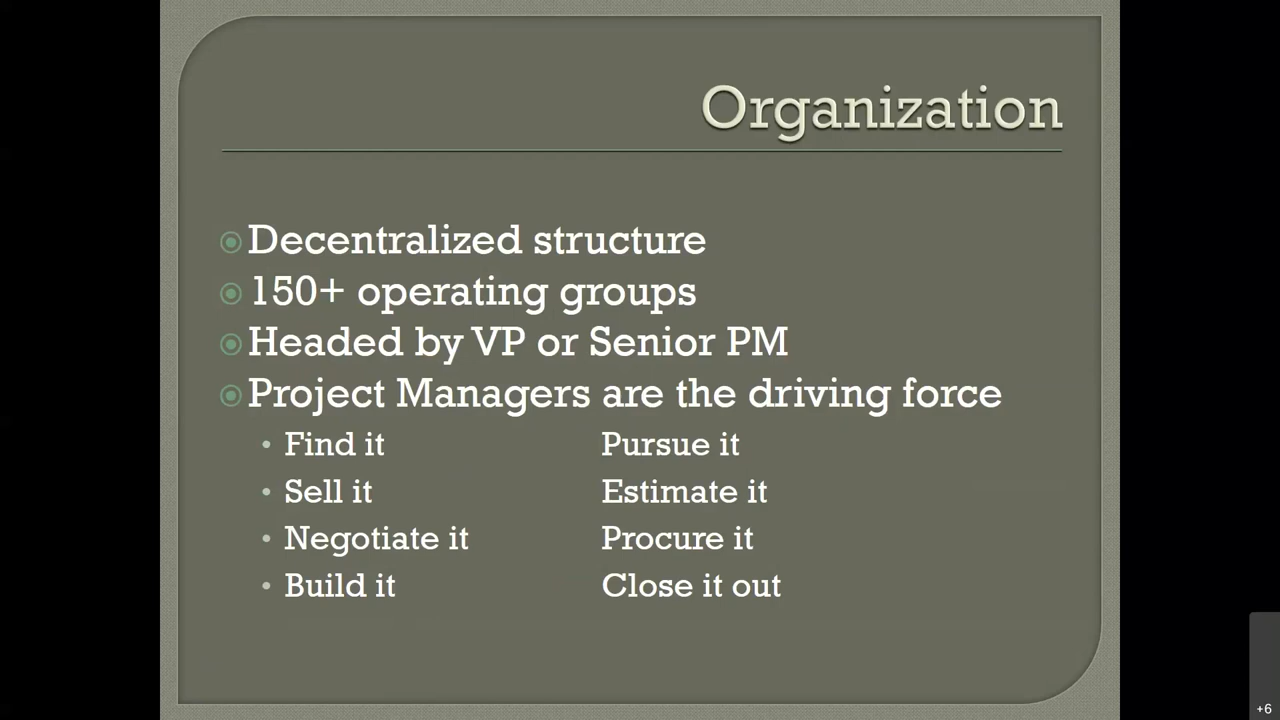 Organization
Decentralized structure
150+ operating groups
Headed by VP or Senior PM
Project Managers are the driving force
Find it Pursue it
Sell it Estimate it
Negotiate it Procure it
Build it Close it out
+6